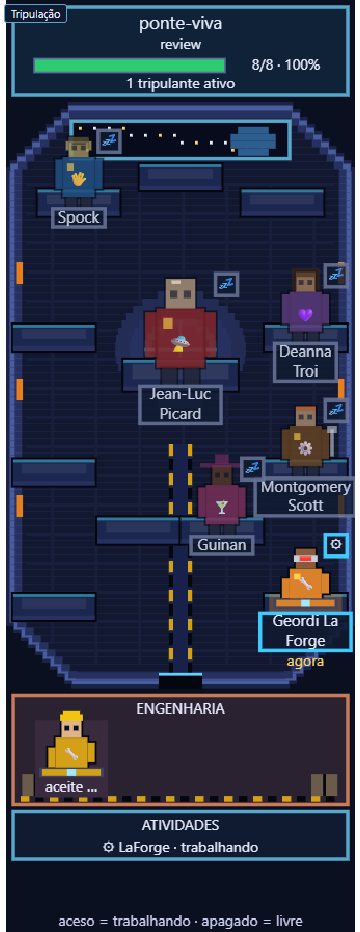 Tripulação
ponte-viva
review
8/8 · 100%
1 tripulante ativo
Spock
Deanna
Troi
Jean-Luc
Picard
Montgomery
Scott
Guinan
Geordi La
Forge
agora
ENGENHARIA
aceite ...
ATIVIDADES
⚙ LaForge · trabalhando
aceso = trabalhando · apagado = livre